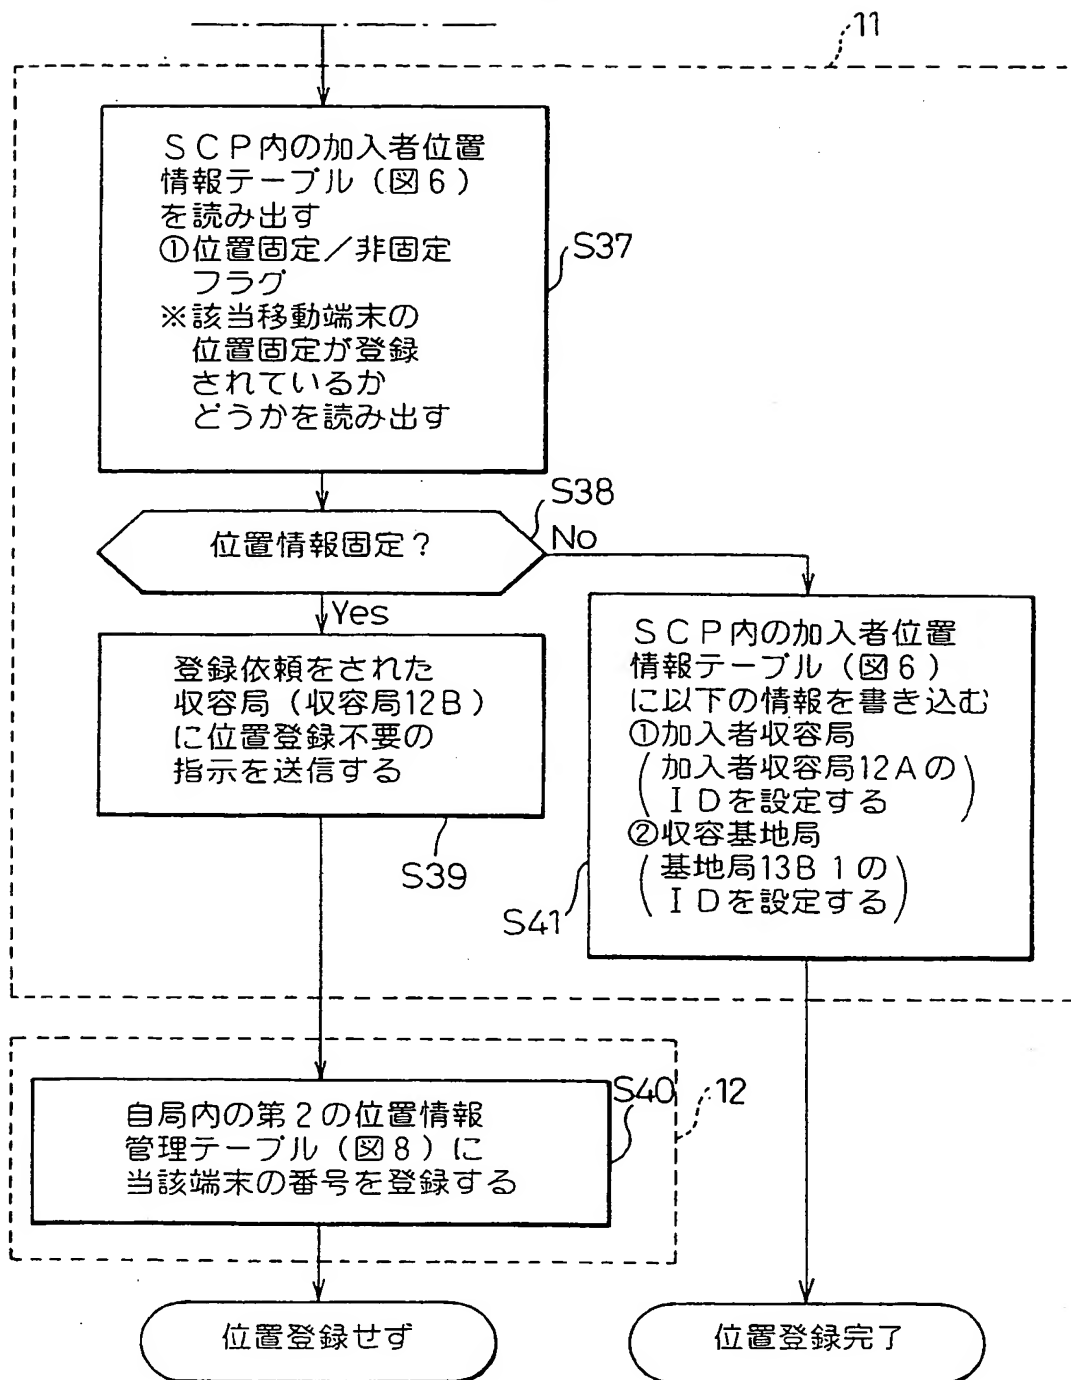 11
ＳＣＰ内の加入者位置
情報テーブル（図６）
を読み出す
①位置固定／非固定
フラグ
※該当移動端末の
位置固定が登録
されているか
どうかを読み出す
S37
S38
位置情報固定？
No
Yes
登録依頼をされた
収容局（収容局12Ｂ）
に位置登録不要の
指示を送信する
S39
ＳＣＰ内の加入者位置
情報テーブル（図６）
に以下の情報を書き込む
①加入者収容局
（加入者収容局12Ａの
ＩＤを設定する）
②収容基地局
（基地局13Ｂ１の
ＩＤを設定する）
S41
S40
12
自局内の第２の位置情報
管理テーブル（図８）に
当該端末の番号を登録する
位置登録せず
位置登録完了